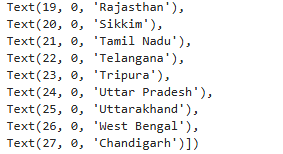 Text(19, 0, 'Rajasthan'),
Text(20, 0, 'Sikkim'),
Text(21, 0, 'Tamil Nadu'),
Text(22, 0, 'Telangana'),
Text(23, 0, 'Tripura'),
Text(24, 0, 'Uttar Pradesh'),
Text(25, 0, 'Uttarakhand'),
Text(26, 0, 'West Bengal'),
Text(27, 0, 'Chandigarh')])